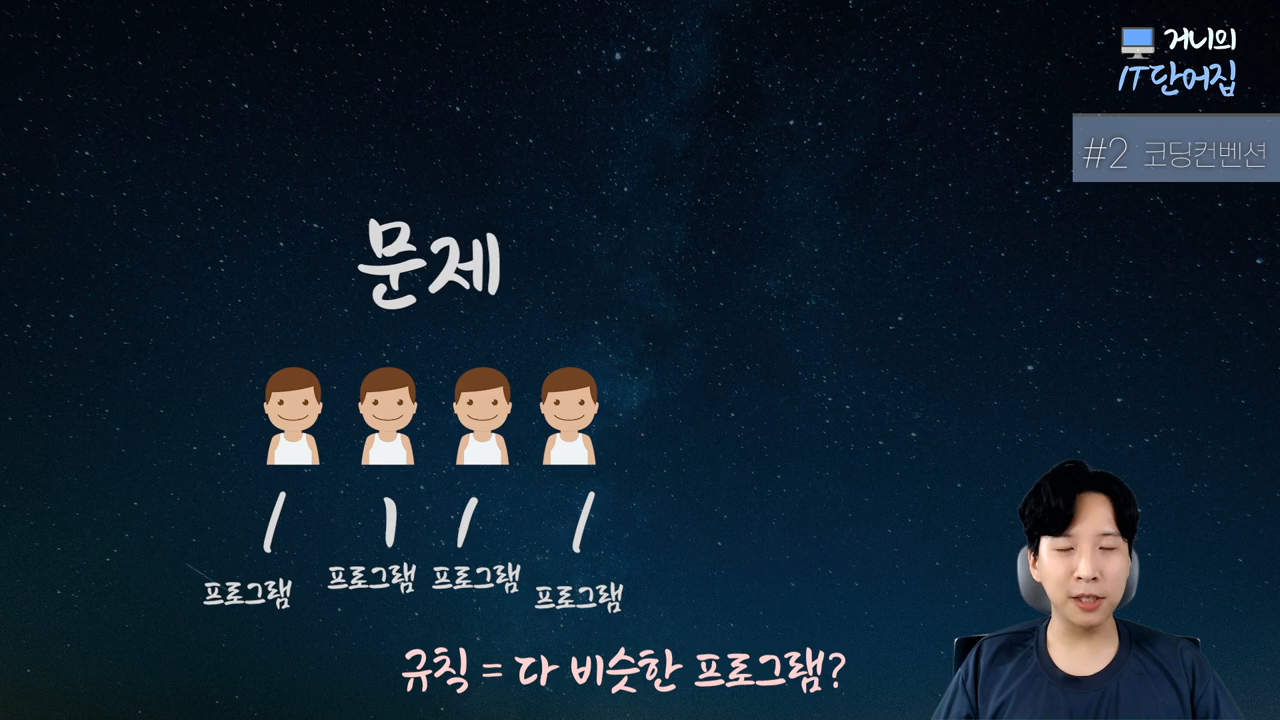 거니의
IT단어집
#2 코딩컨벤션
문제
프로그램 프로그램 프로그램 프로그램
규칙 = 다 비슷한 프로그램?